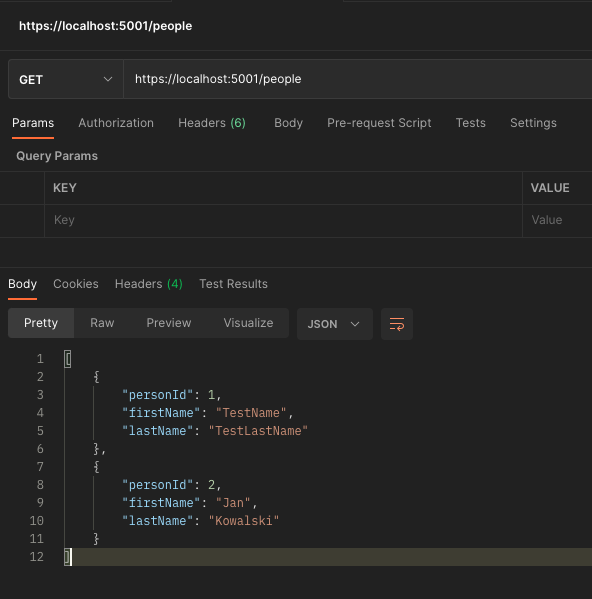 https://localhost:5001/people
GET https://localhost:5001/people
Params Authorization Headers (6) Body Pre-request Script Tests Settings
Query Params
KEY VALUE
Key Value
Body Cookies Headers (4) Test Results
Pretty Raw Preview Visualize JSON
1 [
2 {
3 "personId": 1,
4 "firstName": "TestName",
5 "lastName": "TestLastName"
6 },
7 {
8 "personId": 2,
9 "firstName": "Jan",
10 "lastName": "Kowalski"
11 }
12 ]